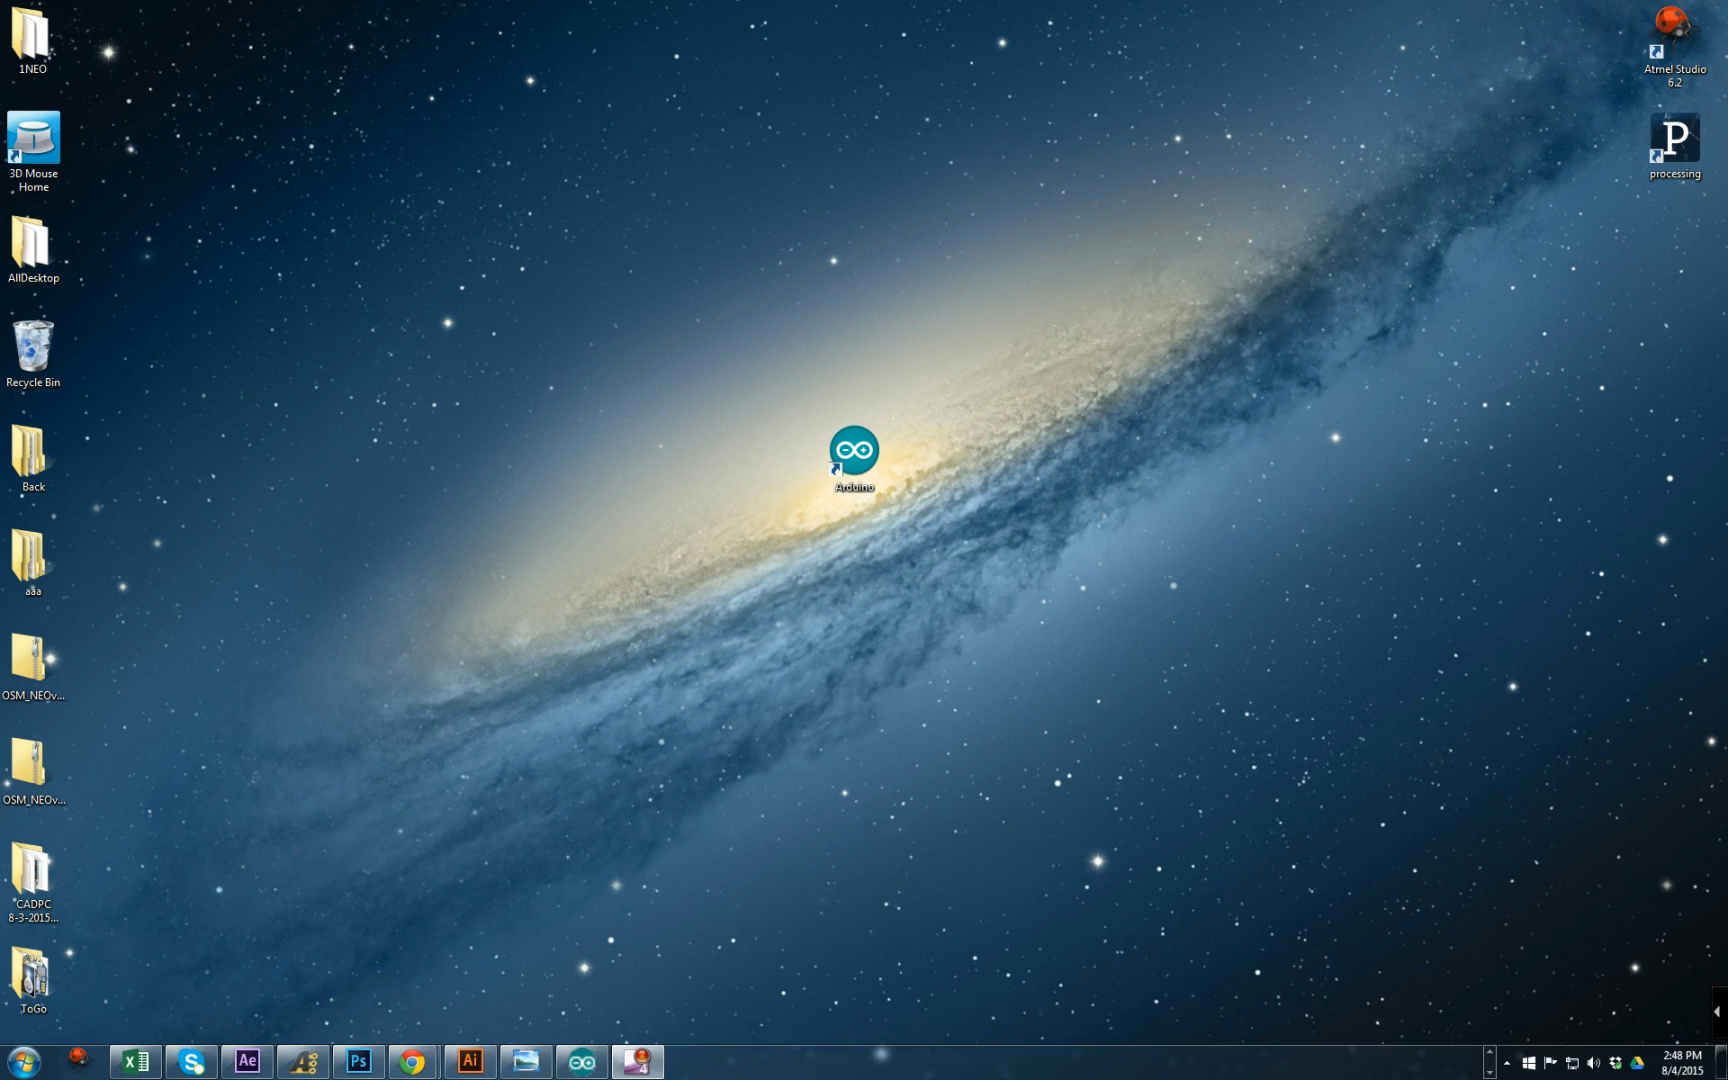 1NEO
3D Mouse
Home
AllDesktop
Recycle Bin
Back
aaa
OSM_NEOv...
OSM_NEOv...
CADPC
8-3-2015...
ToGo
Arduino
Atmel Studio
6.2
P
processing
Ae
Ps
Ai
4
2:48 PM
8/4/2015